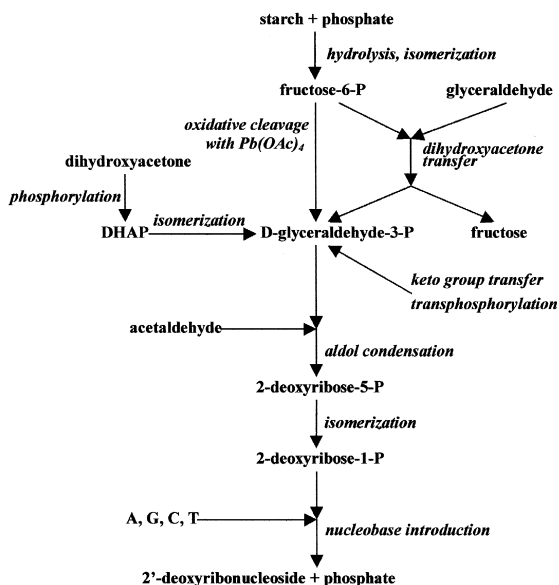 starch + phosphate
hydrolysis, isomerization
fructose-6-P
glyceraldehyde
oxidative cleavage
with Pb(OAc)4
dihydroxyacetone
transfer
dihydroxyacetone
phosphorylation
isomerization
DHAP
D-glyceraldehyde-3-P
fructose
keto group transfer
transphosphorylation
acetaldehyde
aldol condensation
2-deoxyribose-5-P
isomerization
2-deoxyribose-1-P
A, G, C, T
nucleobase introduction
2'-deoxyribonucleoside + phosphate